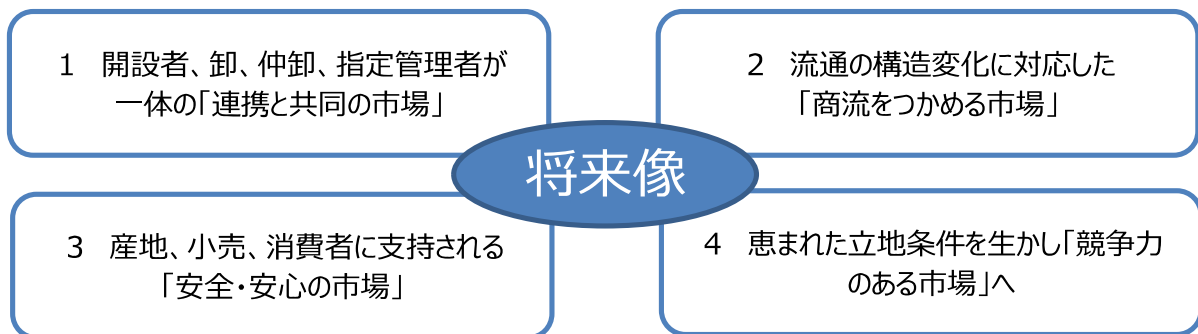 1　開設者、卸、仲卸、指定管理者が
一体の「連携と共同の市場」
2　流通の構造変化に対応した
「商流をつかめる市場」
将来像
3　産地、小売、消費者に支持される
「安全・安心の市場」
4　恵まれた立地条件を生かし「競争力
のある市場」へ